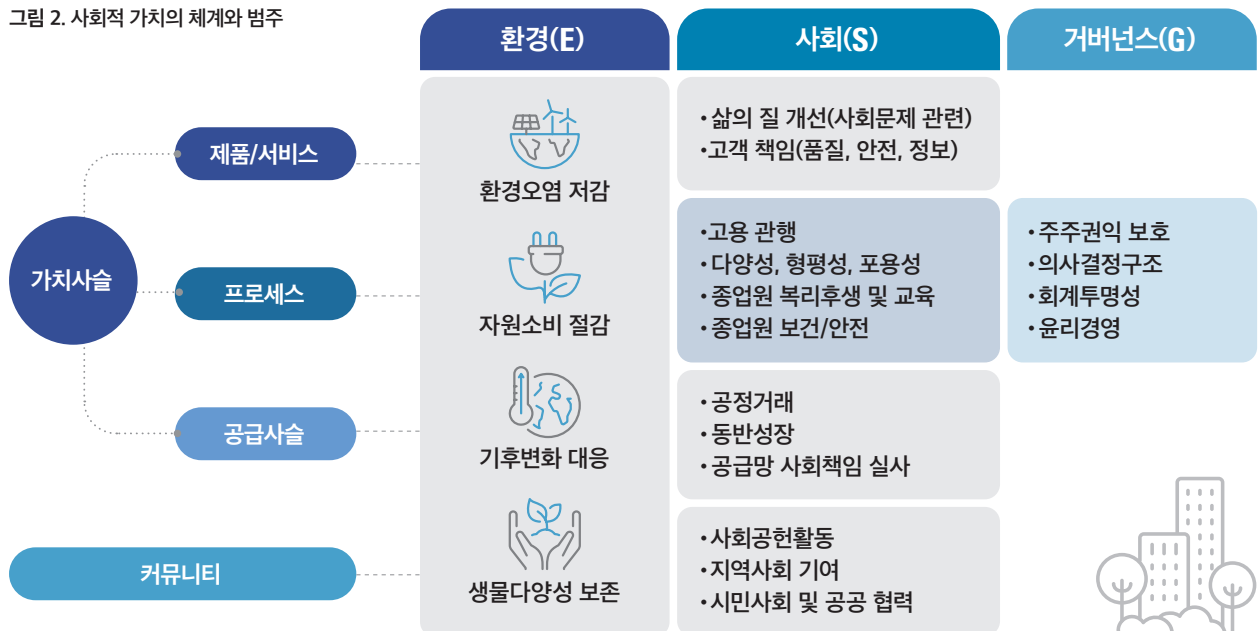 그림 2. 사회적 가치의 체계와 범주
환경(E)
사회(S)
거버넌스(G)
가치사슬
제품/서비스
프로세스
공급사슬
커뮤니티
환경오염 저감
자원소비 절감
기후변화 대응
생물다양성 보존
•삶의 질 개선(사회문제 관련)
•고객 책임(품질, 안전, 정보)
•고용 관행
•다양성, 형평성, 포용성
•종업원 복리후생 및 교육
•종업원 보건/안전
•공정거래
•동반성장
•공급망 사회책임 실사
•사회공헌활동
•지역사회 기여
•시민사회 및 공공 협력
•주주권익 보호
•의사결정구조
•회계투명성
•윤리경영